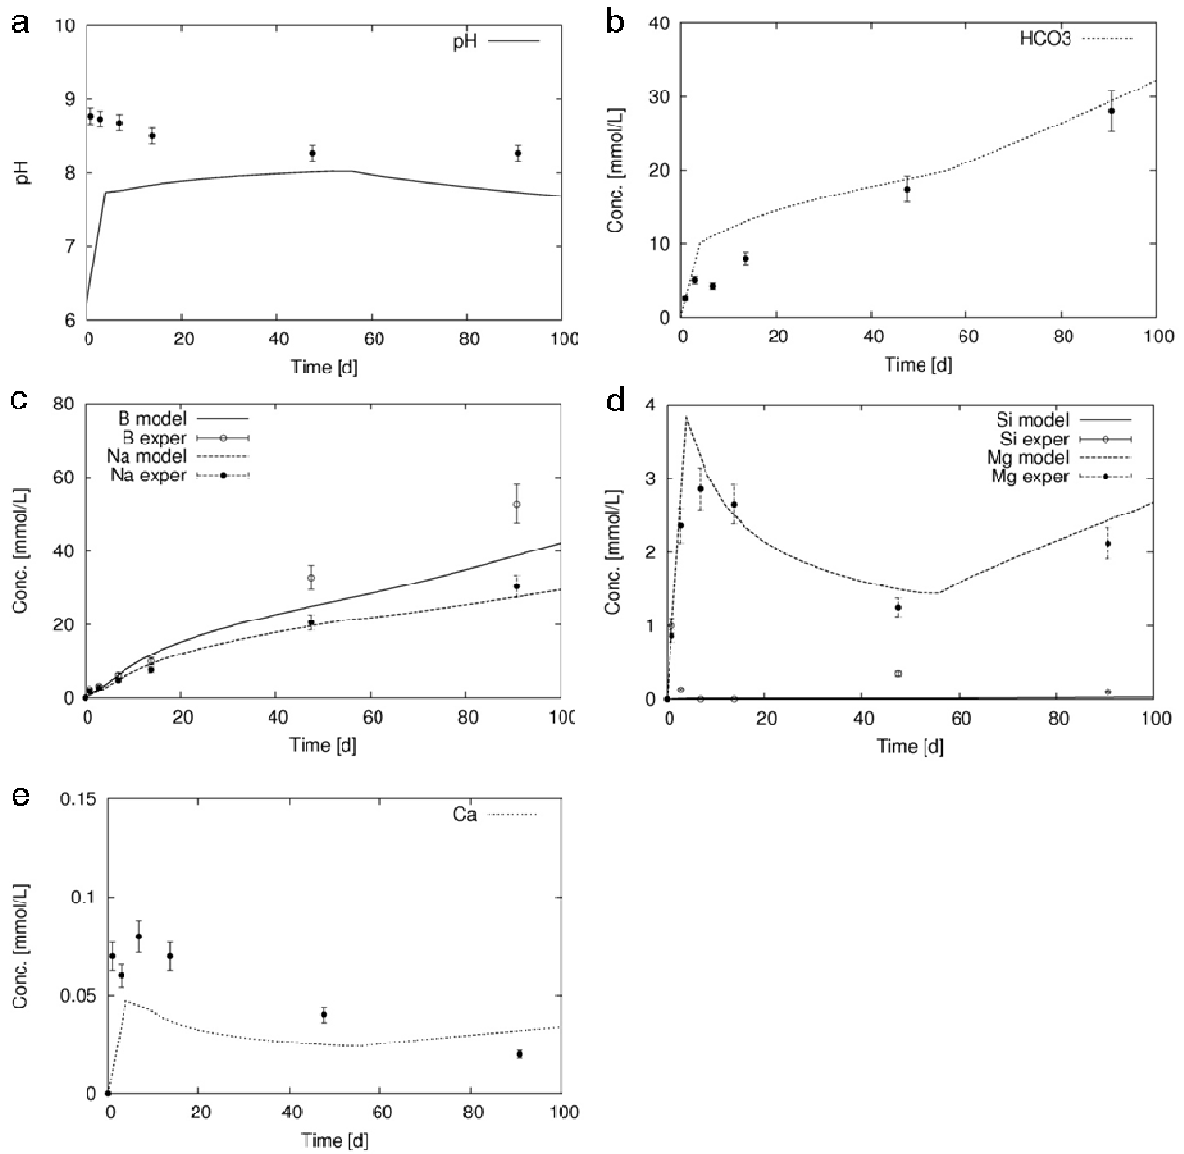 a
10
9
8
7
6
pH
pH
0 20 40 60 80 100
Time [d]
b
40
30
20
10
0
Conc. [mmol/L]
HCO3
0 20 40 60 80 100
Time [d]
c
80
60
40
20
0
Conc. [mmol/L]
B model
B exper
Na model
Na exper
0 20 40 60 80 100
Time [d]
d
4
3
2
1
0
Conc. [mmol/L]
Si model
Si exper
Mg model
Mg exper
0 20 40 60 80 100
Time [d]
e
0.15
0.1
0.05
0
Conc. [mmol/L]
Ca
0 20 40 60 80 100
Time [d]